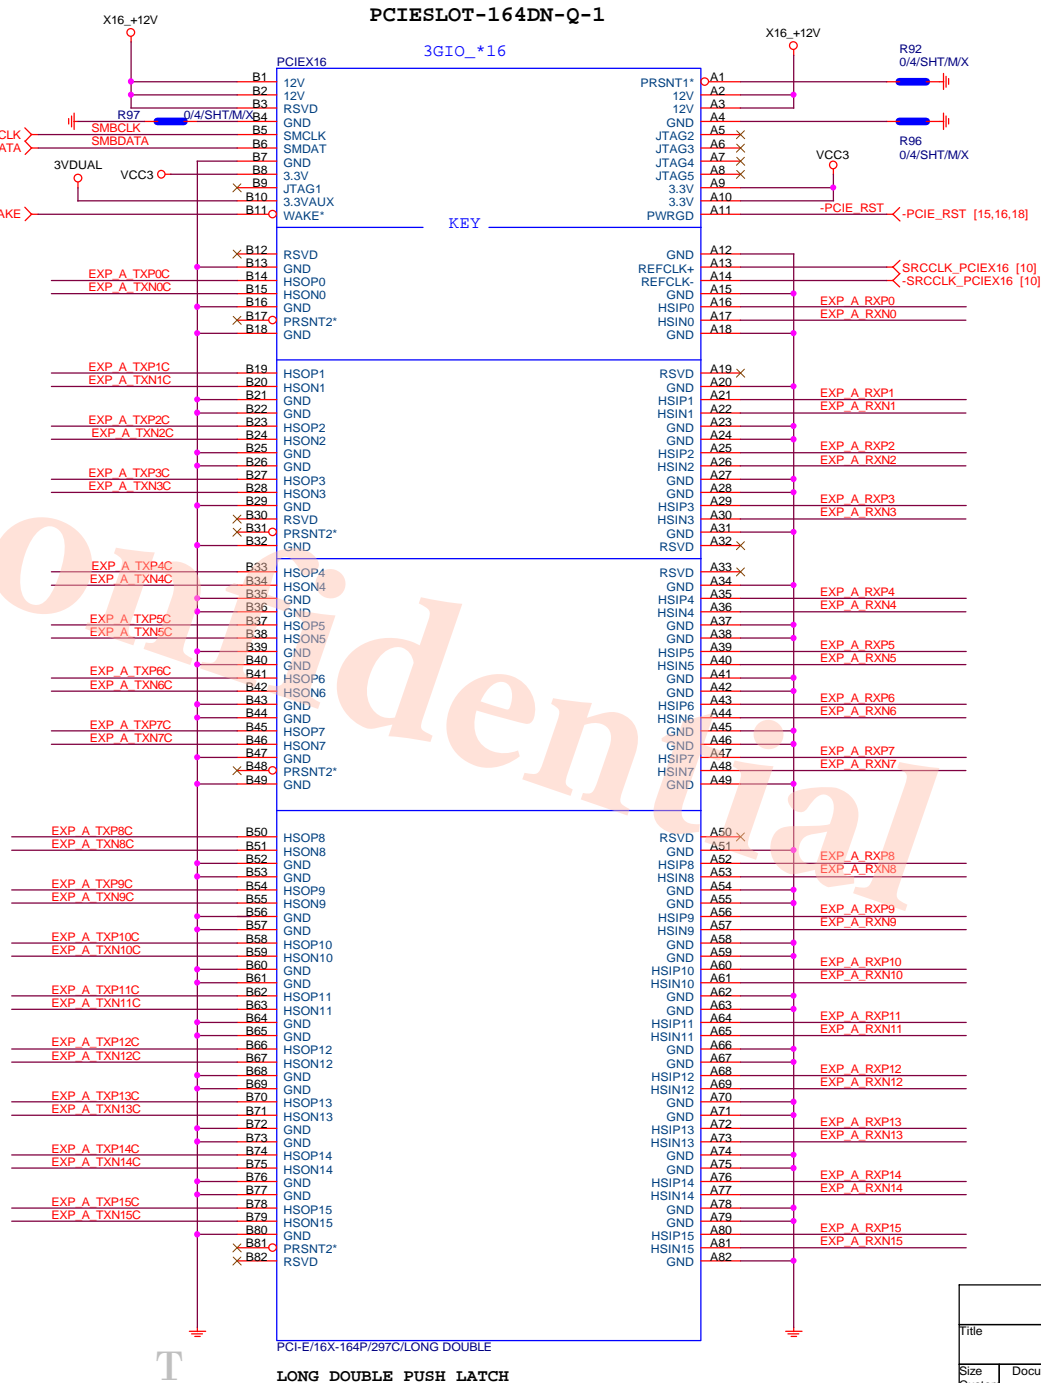 PCIESLOT-164DN-Q-1
3GIO_*16
X16_+12V
X16_+12V
PCIEX16
R92
0/4/SHT/M/X
B1 12V PRSNT1* A1
B2 12V 12V A2
B3 RSVD 12V A3
R97 0/4/SHT/M/X B4 GND GND A4
CLK SMBCLK B5 SMCLK JTAG2 A5
ATA SMBDATA B6 SMDAT JTAG3 A6
R96
0/4/SHT/M/X
B7 GND JTAG4 A7
3VDUAL VCC3 B8 3.3V JTAG5 A8 VCC3
B9 JTAG1 3.3V A9
B10 3.3VAUX 3.3V A10
AKE B11 WAKE* PWRGD A11 -PCIE_RST -PCIE_RST [15,16,18]
KEY
B12 RSVD GND A12
B13 GND REFCLK+ A13 SRCCLK_PCIEX16 [10]
EXP_A_TXP0C B14 HSOP0 REFCLK- A14 -SRCCLK_PCIEX16 [10]
EXP_A_TXN0C B15 HSON0 GND A15
B16 GND HSIP0 A16 EXP_A_RXP0
B17 PRSNT2* HSIN0 A17 EXP_A_RXN0
B18 GND GND A18
EXP_A_TXP1C B19 HSOP1 RSVD A19
EXP_A_TXN1C B20 HSON1 GND A20
B21 GND HSIP1 A21 EXP_A_RXP1
B22 GND HSIN1 A22 EXP_A_RXN1
EXP_A_TXP2C B23 HSOP2 GND A23
EXP_A_TXN2C B24 HSON2 GND A24
B25 GND HSIP2 A25 EXP_A_RXP2
B26 GND HSIN2 A26 EXP_A_RXN2
EXP_A_TXP3C B27 HSOP3 GND A27
EXP_A_TXN3C B28 HSON3 GND A28
B29 GND HSIP3 A29 EXP_A_RXP3
B30 RSVD HSIN3 A30 EXP_A_RXN3
B31 PRSNT2* GND A31
B32 GND RSVD A32
EXP_A_TXP4C B33 HSOP4 RSVD A33
EXP_A_TXN4C B34 HSON4 GND A34
B35 GND HSIP4 A35 EXP_A_RXP4
B36 GND HSIN4 A36 EXP_A_RXN4
EXP_A_TXP5C B37 HSOP5 GND A37
EXP_A_TXN5C B38 HSON5 GND A38
B39 GND HSIP5 A39 EXP_A_RXP5
B40 GND HSIN5 A40 EXP_A_RXN5
EXP_A_TXP6C B41 HSOP6 GND A41
EXP_A_TXN6C B42 HSON6 GND A42
B43 GND HSIP6 A43 EXP_A_RXP6
B44 GND HSIN6 A44 EXP_A_RXN6
EXP_A_TXP7C B45 HSOP7 GND A45
EXP_A_TXN7C B46 HSON7 GND A46
B47 GND HSIP7 A47 EXP_A_RXP7
B48 PRSNT2* HSIN7 A48 EXP_A_RXN7
B49 GND GND A49
onfidential
EXP_A_TXP8C B50 HSOP8 RSVD A50
EXP_A_TXN8C B51 HSON8 GND A51
B52 GND HSIP8 A52 EXP_A_RXP8
B53 GND HSIN8 A53 EXP_A_RXN8
EXP_A_TXP9C B54 HSOP9 GND A54
EXP_A_TXN9C B55 HSON9 GND A55
B56 GND HSIP9 A56 EXP_A_RXP9
B57 GND HSIN9 A57 EXP_A_RXN9
EXP_A_TXP10C B58 HSOP10 GND A58
EXP_A_TXN10C B59 HSON10 GND A59
B60 GND HSIP10 A60 EXP_A_RXP10
B61 GND HSIN10 A61 EXP_A_RXN10
EXP_A_TXP11C B62 HSOP11 GND A62
EXP_A_TXN11C B63 HSON11 GND A63
B64 GND HSIP11 A64 EXP_A_RXP11
B65 GND HSIN11 A65 EXP_A_RXN11
EXP_A_TXP12C B66 HSOP12 GND A66
EXP_A_TXN12C B67 HSON12 GND A67
B68 GND HSIP12 A68 EXP_A_RXP12
B69 GND HSIN12 A69 EXP_A_RXN12
EXP_A_TXP13C B70 HSOP13 GND A70
EXP_A_TXN13C B71 HSON13 GND A71
B72 GND HSIP13 A72 EXP_A_RXP13
B73 GND HSIN13 A73 EXP_A_RXN13
EXP_A_TXP14C B74 HSOP14 GND A74
EXP_A_TXN14C B75 HSON14 GND A75
B76 GND HSIP14 A76 EXP_A_RXP14
B77 GND HSIN14 A77 EXP_A_RXN14
EXP_A_TXP15C B78 HSOP15 GND A78
EXP_A_TXN15C B79 HSON15 GND A79
B80 GND HSIP15 A80 EXP_A_RXP15
B81 PRSNT2* HSIN15 A81 EXP_A_RXN15
B82 RSVD GND A82
PCI-E/16X-164P/297C/LONG DOUBLE
LONG DOUBLE PUSH LATCH
T
Title
Size Docu